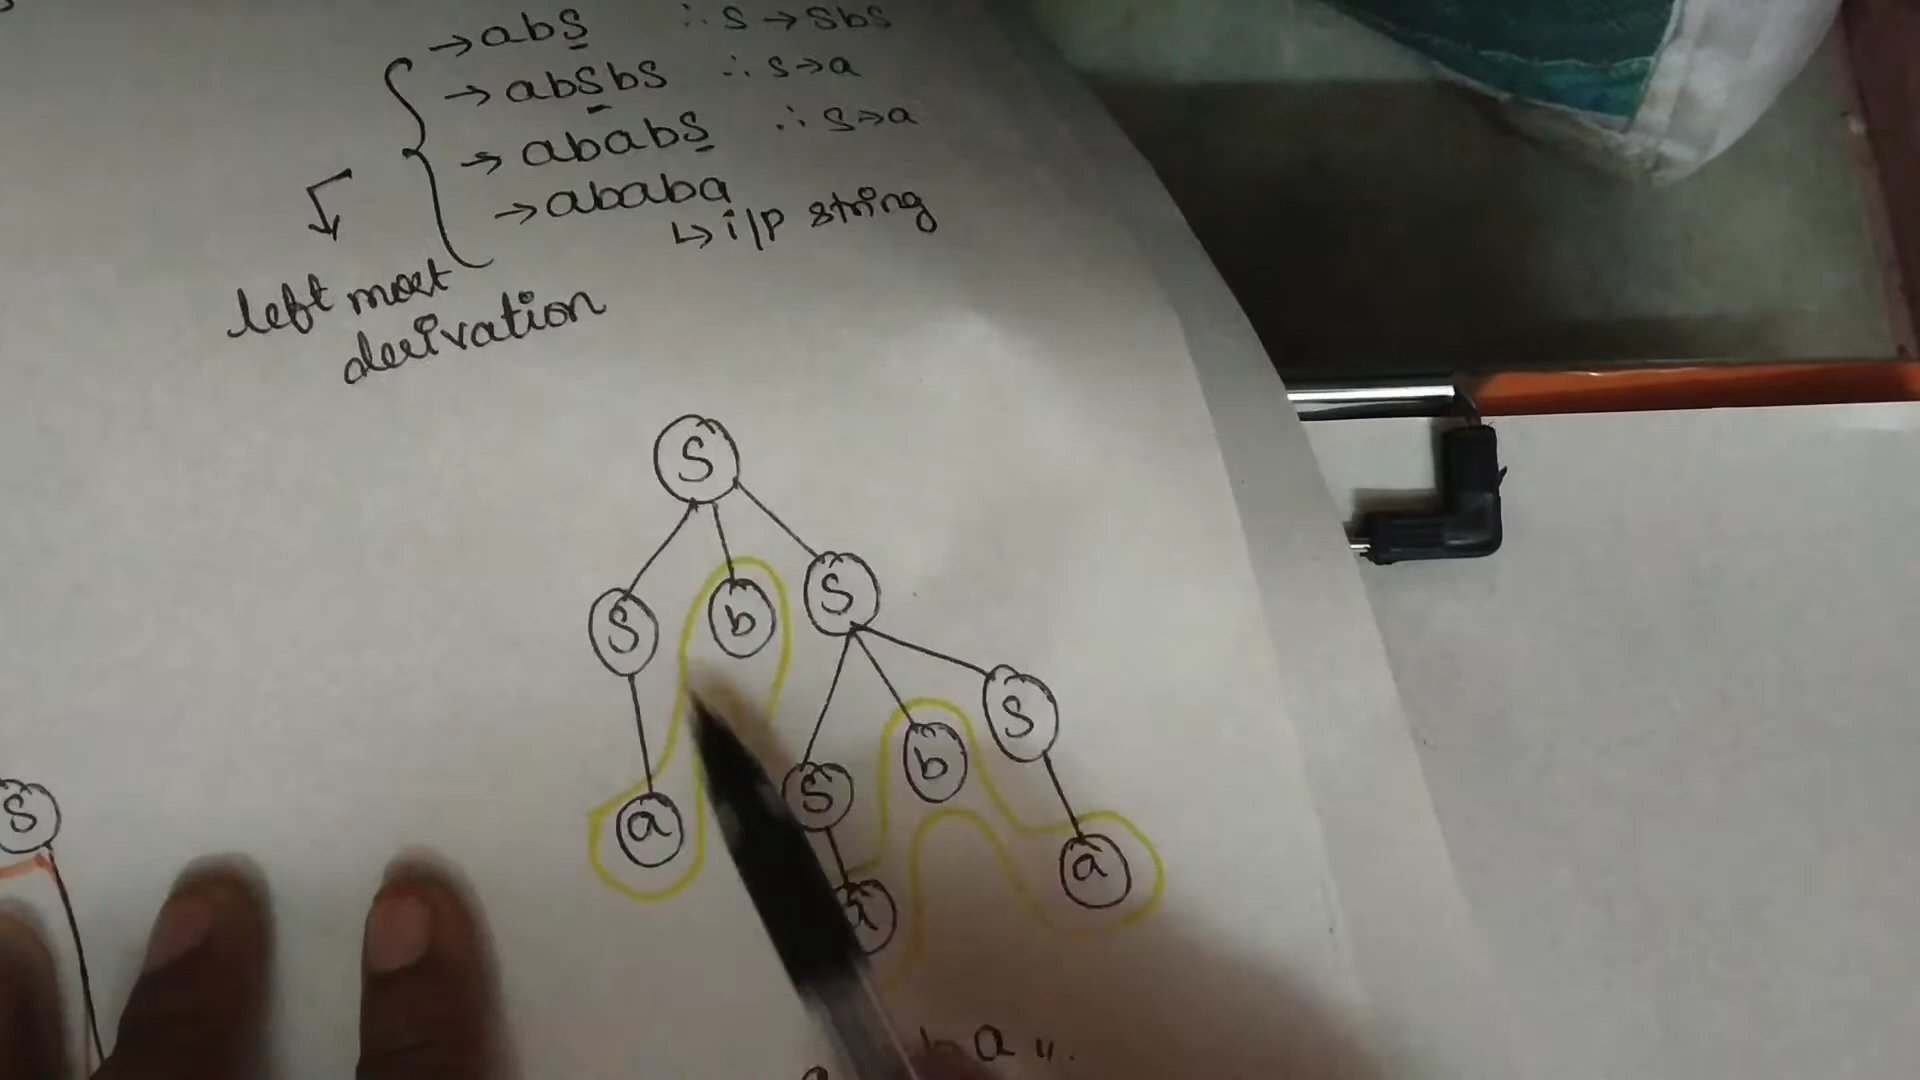 →abs ∴ s→sbs
→absbs ∴ s→a
→ababs ∴ s→a
→ababa
↳ i/p string
left most
derivation
S
S b S
S b S
a S a
a
S
a